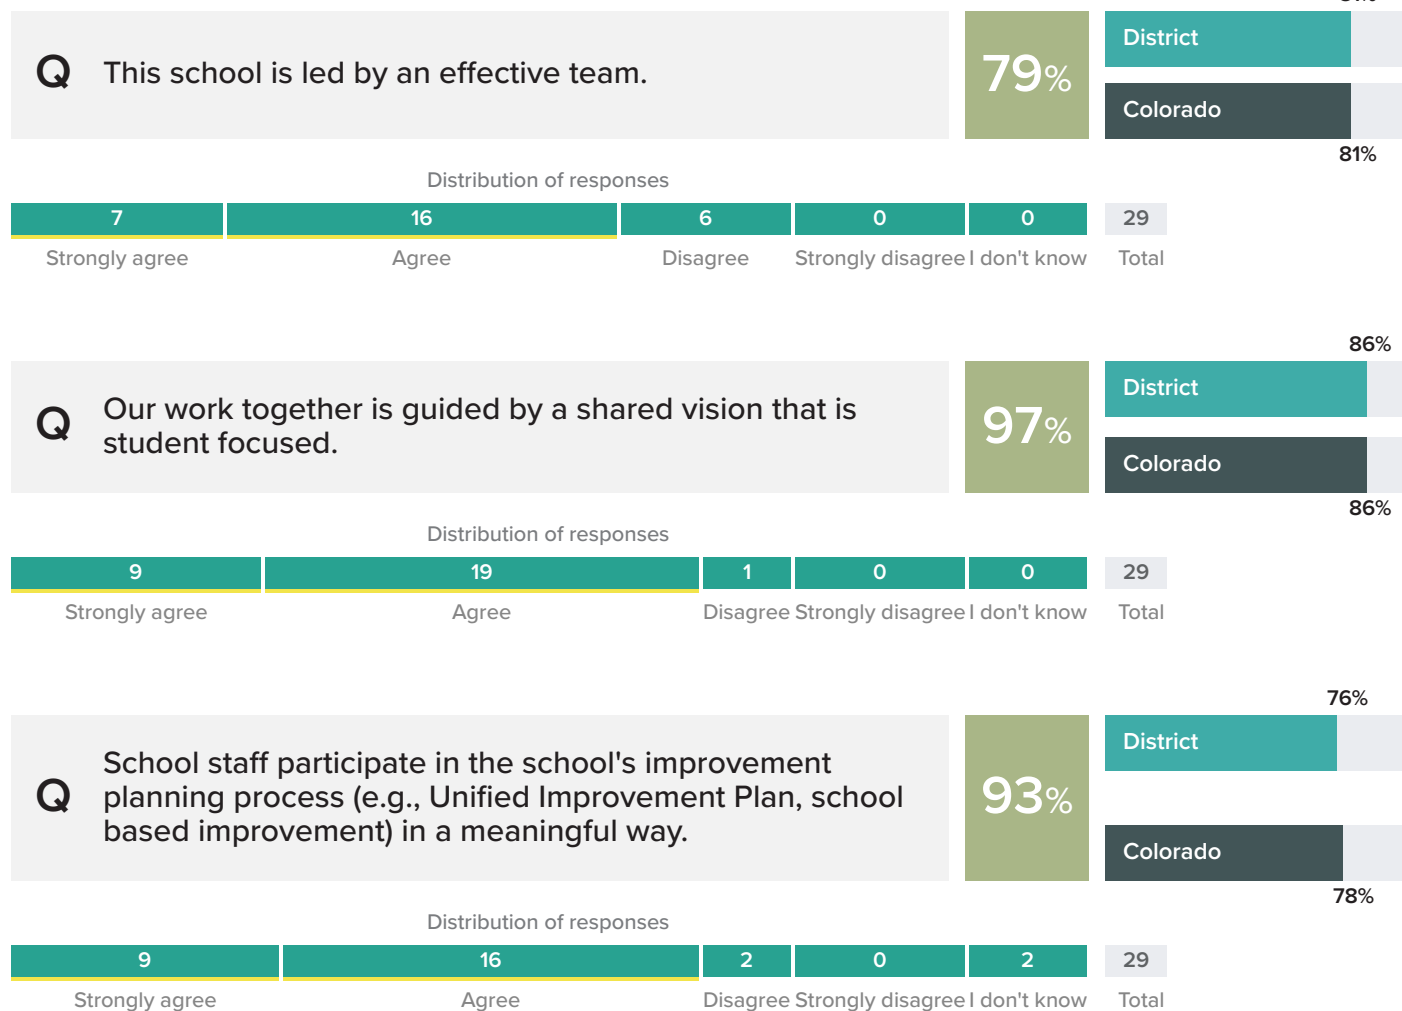 Q This school is led by an effective team.
79%
District
Colorado
81%
Distribution of responses
7 16 6 0 0 29
Strongly agree Agree Disagree Strongly disagree I don't know Total
86%
Q Our work together is guided by a shared vision that is
student focused.
97%
District
Colorado
86%
Distribution of responses
9 19 1 0 0 29
Strongly agree Agree Disagree Strongly disagree I don't know Total
76%
Q School staff participate in the school's improvement
planning process (e.g., Unified Improvement Plan, school
based improvement) in a meaningful way.
93%
District
Colorado
78%
Distribution of responses
9 16 2 0 2 29
Strongly agree Agree Disagree Strongly disagree I don't know Total